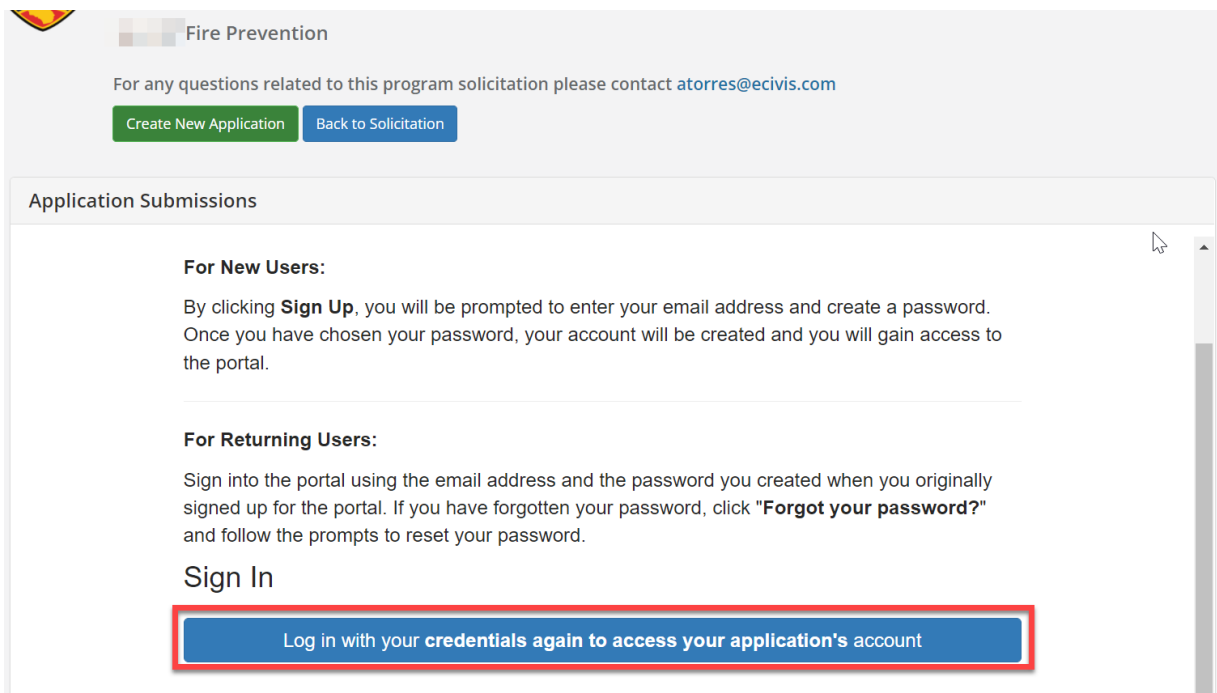 Fire Prevention
For any questions related to this program solicitation please contact atorres@ecivis.com
Create New Application Back to Solicitation
Application Submissions
For New Users:
By clicking Sign Up, you will be prompted to enter your email address and create a password.
Once you have chosen your password, your account will be created and you will gain access to
the portal.
For Returning Users:
Sign into the portal using the email address and the password you created when you originally
signed up for the portal. If you have forgotten your password, click "Forgot your password?"
and follow the prompts to reset your password.
Sign In
Log in with your credentials again to access your application's account